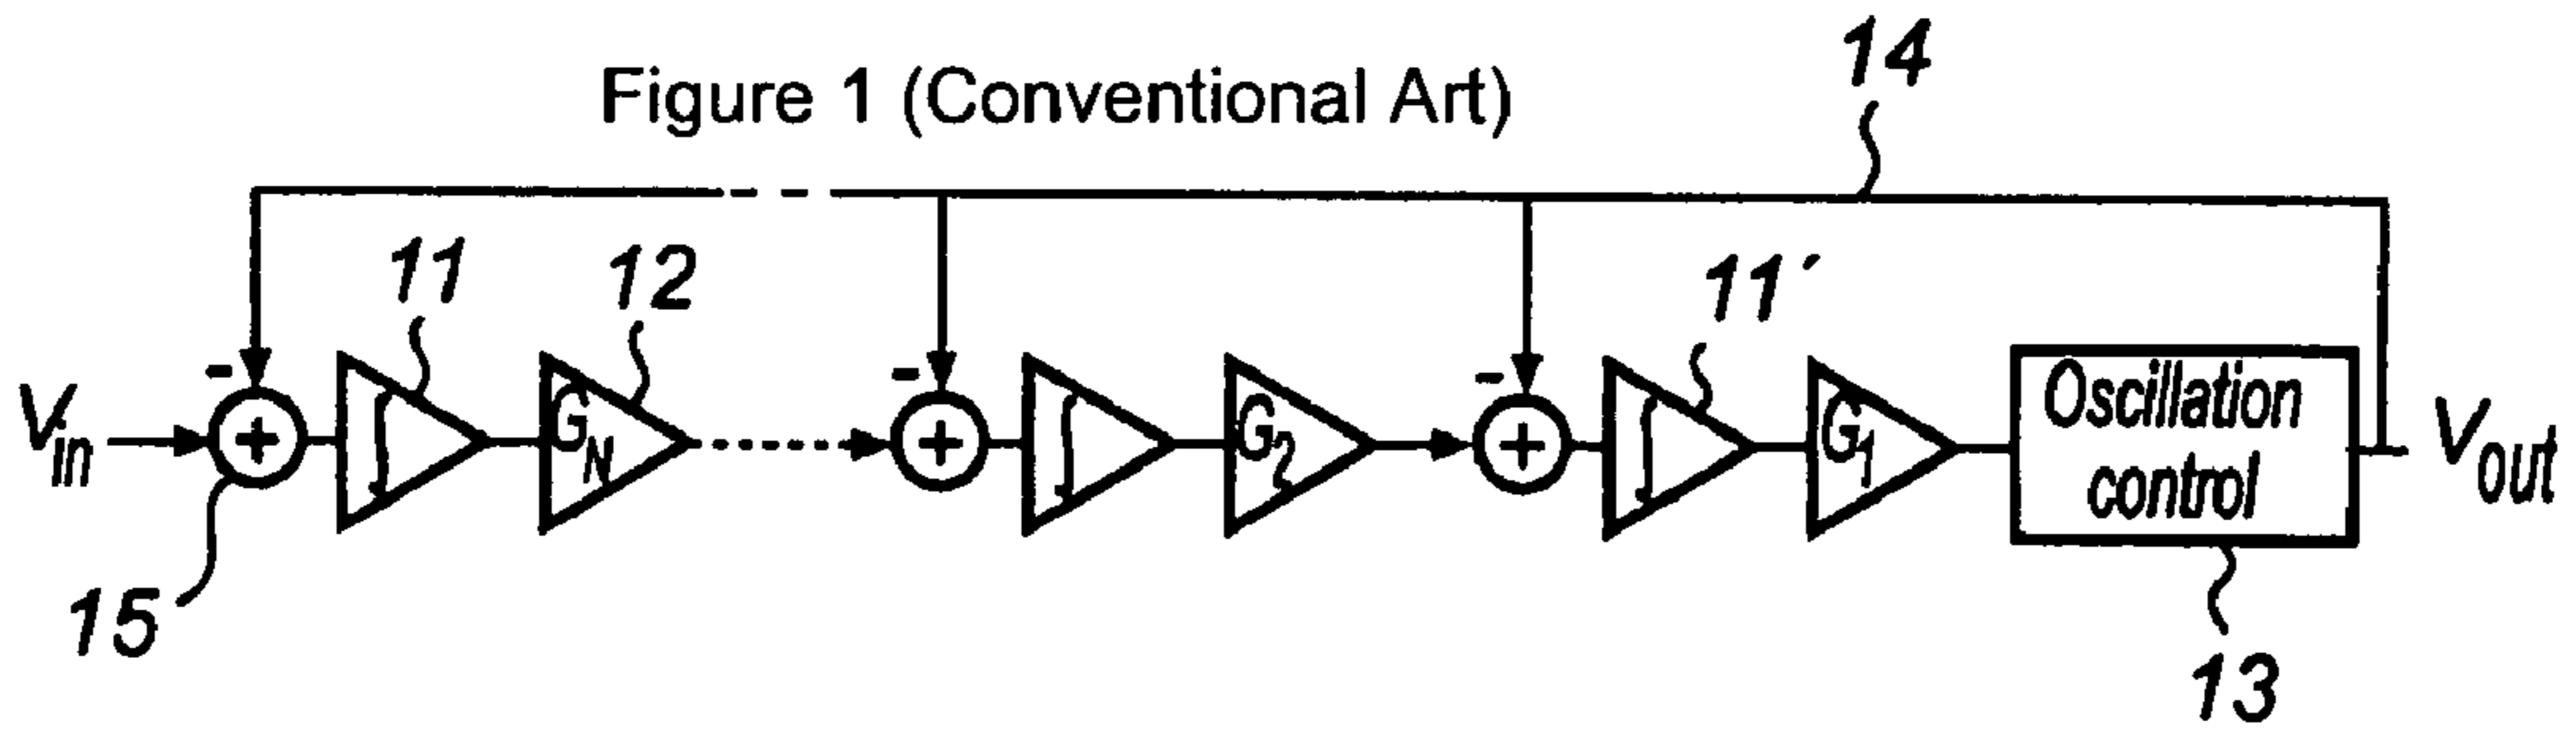 14
Figure 1 (Conventional Art)
11
12
11´
Vin
-
+
∫
GN
-
+
∫
G2
-
+
∫
G1
Oscillation
control
Vout
15
13